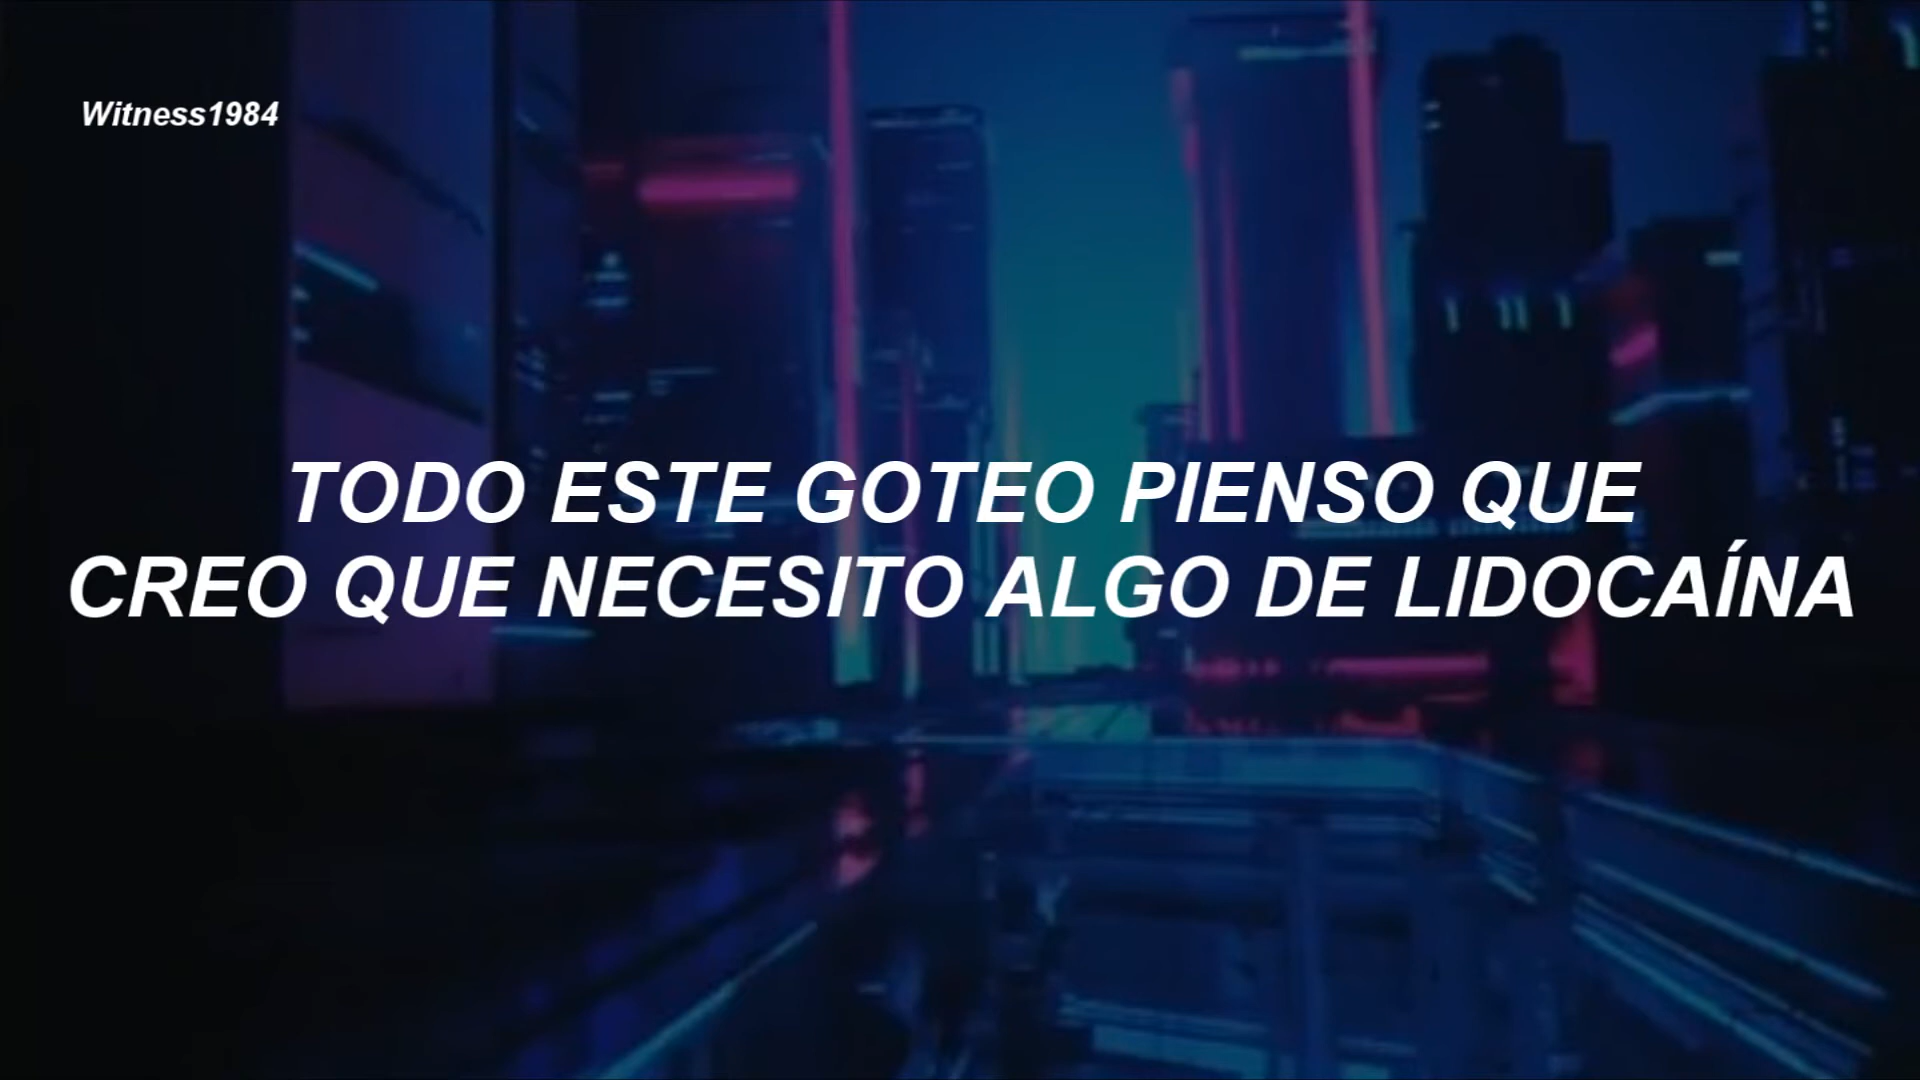 Witness1984
TODO ESTE GOTEO PIENSO QUE
CREO QUE NECESITO ALGO DE LIDOCAÍNA